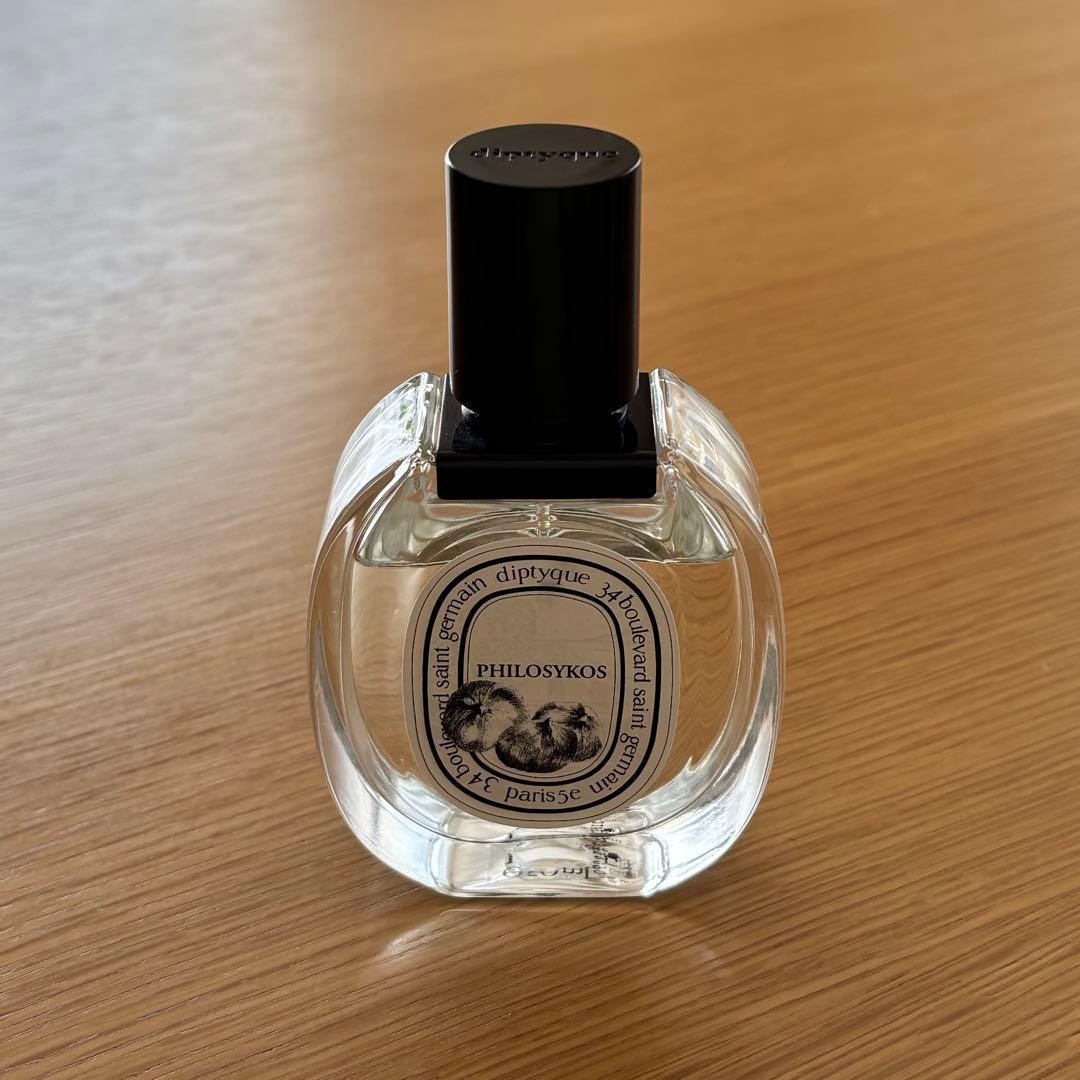 diptyque
diptyque 34 boulevard saint germain paris5e 34 boulevard saint germain
PHILOSYKOS